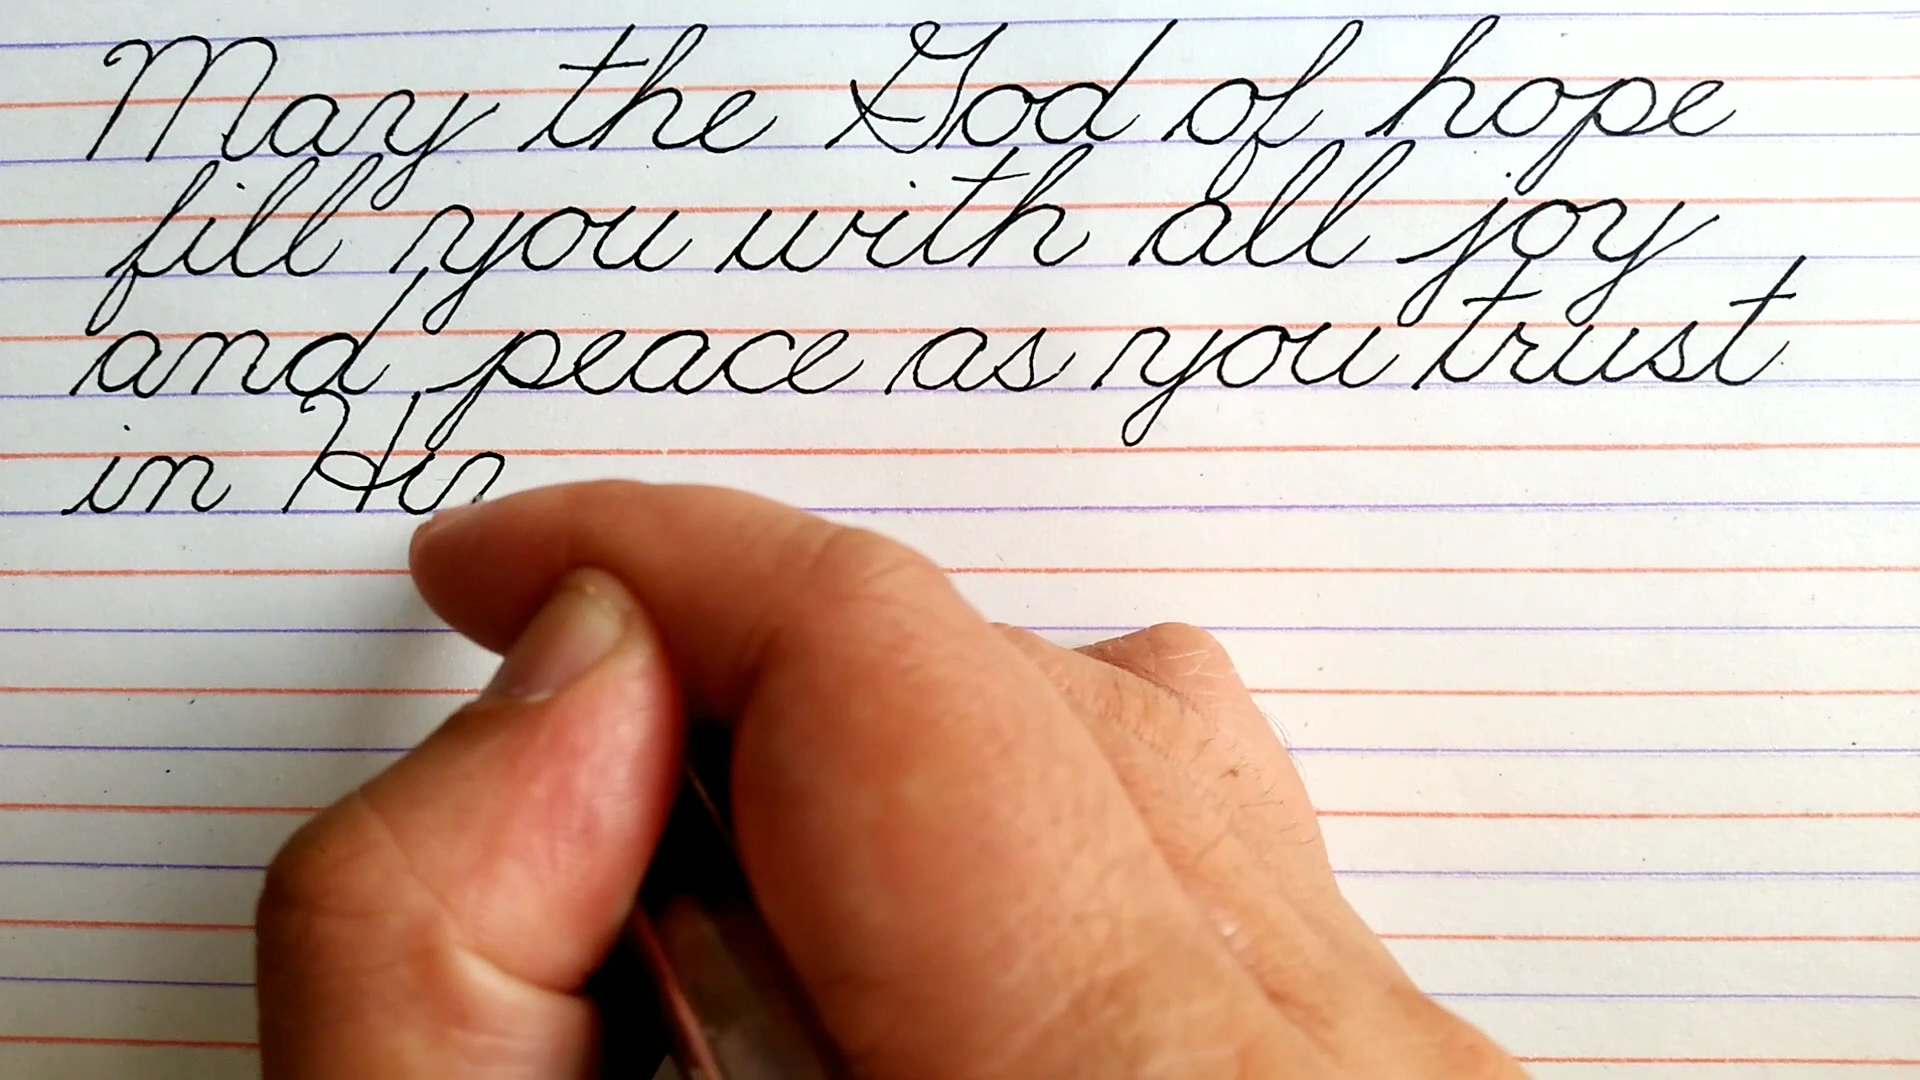 May the God of hope
fill you with all joy
and peace as you trust
in Hi